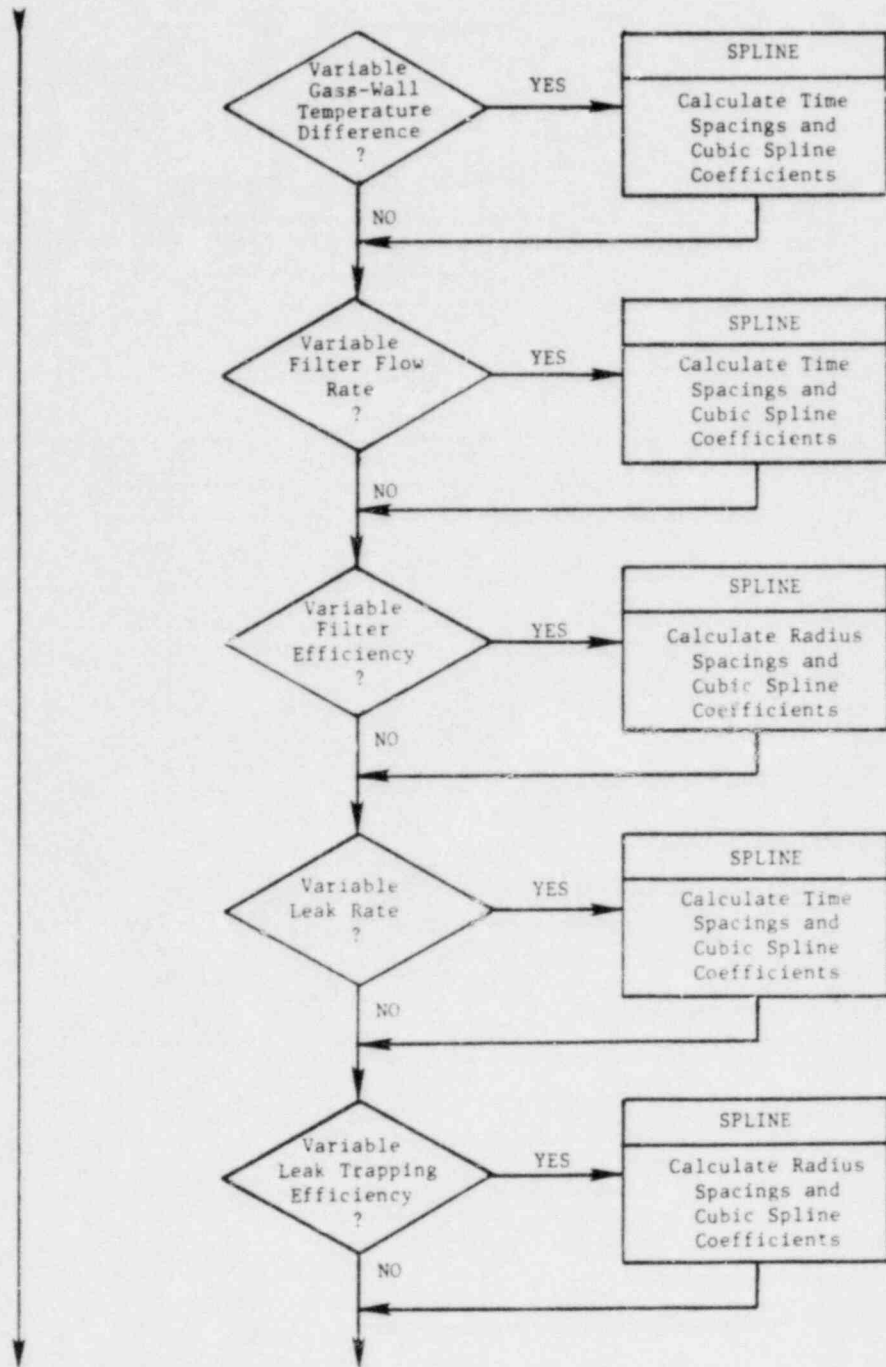 Variable
Gass-Wall
Temperature
Difference
?
YES
NO
SPLINE
Calculate Time
Spacings and
Cubic Spline
Coefficients
Variable
Filter Flow
Rate
?
YES
NO
SPLINE
Calculate Time
Spacings and
Cubic Spline
Coefficients
Variable
Filter
Efficiency
?
YES
NO
SPLINE
Calculate Radius
Spacings and
Cubic Spline
Coefficients
Variable
Leak Rate
?
YES
NO
SPLINE
Calculate Time
Spacings and
Cubic Spline
Coefficients
Variable
Leak Trapping
Efficiency
?
YES
NO
SPLINE
Calculate Radius
Spacings and
Cubic Spline
Coefficients